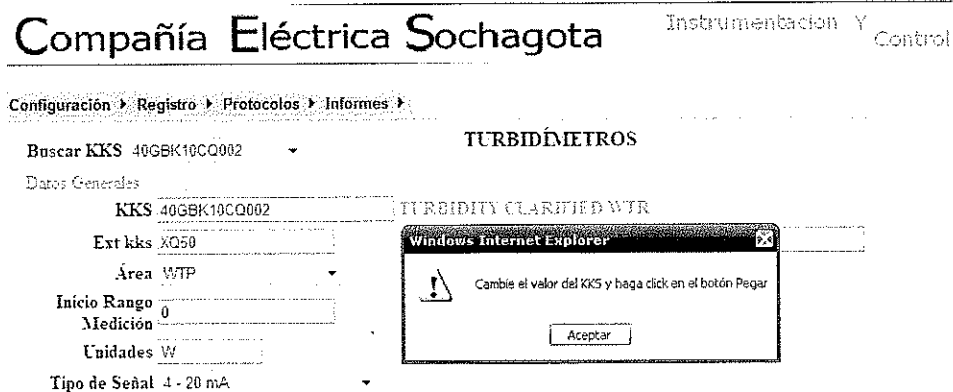 Compañía Eléctrica Sochagota
Instrumentacion Y Control
Configuración Registro Protocolos Informes
TURBIDÍMETROS
Buscar KKS 40GBK10CQ002
Datos Generales
KKS 40GBK10CQ002 TURBIDITY CLARIFIED WTR
Ext kks XQ50
Windows Internet Explorer
Cambie el valor del KKS y haga click en el botón Pegar
Aceptar
Área WTP
Inicio Rango Medición 0
Unidades W
Tipo de Señal 4 - 20 mA